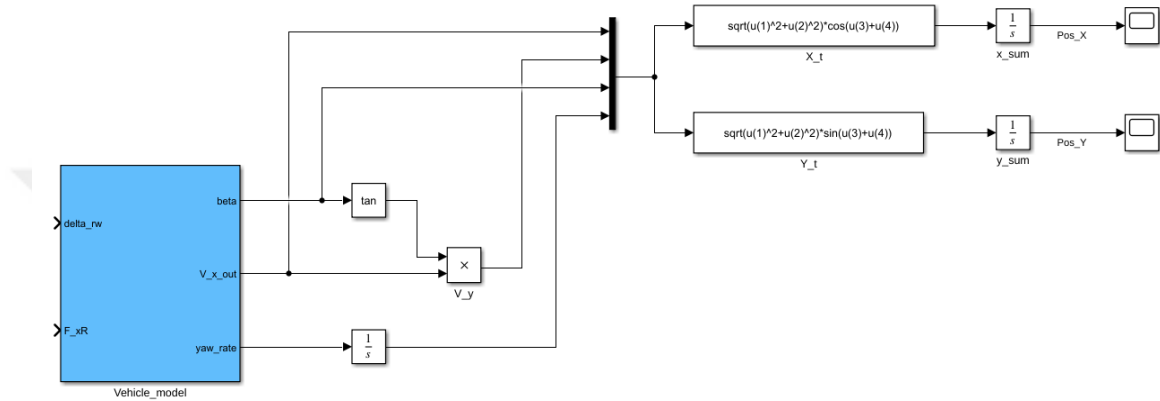 sqrt(u(1)^2+u(2)^2)*cos(u(3)+u(4))
X_t
1
s
x_sum
Pos_X
sqrt(u(1)^2+u(2)^2)*sin(u(3)+u(4))
Y_t
1
s
y_sum
Pos_Y
beta
tan
delta_rw
V_x_out
×
V_y
F_xR
yaw_rate
1
s
Vehicle_model